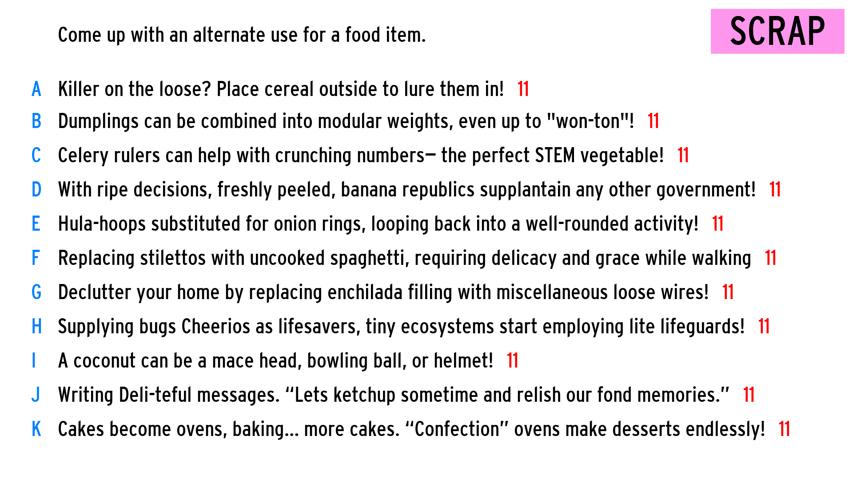 Come up with an alternate use for a food item.
SCRAP
A Killer on the loose? Place cereal outside to lure them in! 11
B Dumplings can be combined into modular weights, even up to "won-ton"! 11
C Celery rulers can help with crunching numbers— the perfect STEM vegetable! 11
D With ripe decisions, freshly peeled, banana republics supplantain any other government! 11
E Hula-hoops substituted for onion rings, looping back into a well-rounded activity! 11
F Replacing stilettos with uncooked spaghetti, requiring delicacy and grace while walking 11
G Declutter your home by replacing enchilada filling with miscellaneous loose wires! 11
H Supplying bugs Cheerios as lifesavers, tiny ecosystems start employing lite lifeguards! 11
I A coconut can be a mace head, bowling ball, or helmet! 11
J Writing Deli-teful messages. “Lets ketchup sometime and relish our fond memories.” 11
K Cakes become ovens, baking... more cakes. “Confection” ovens make desserts endlessly! 11